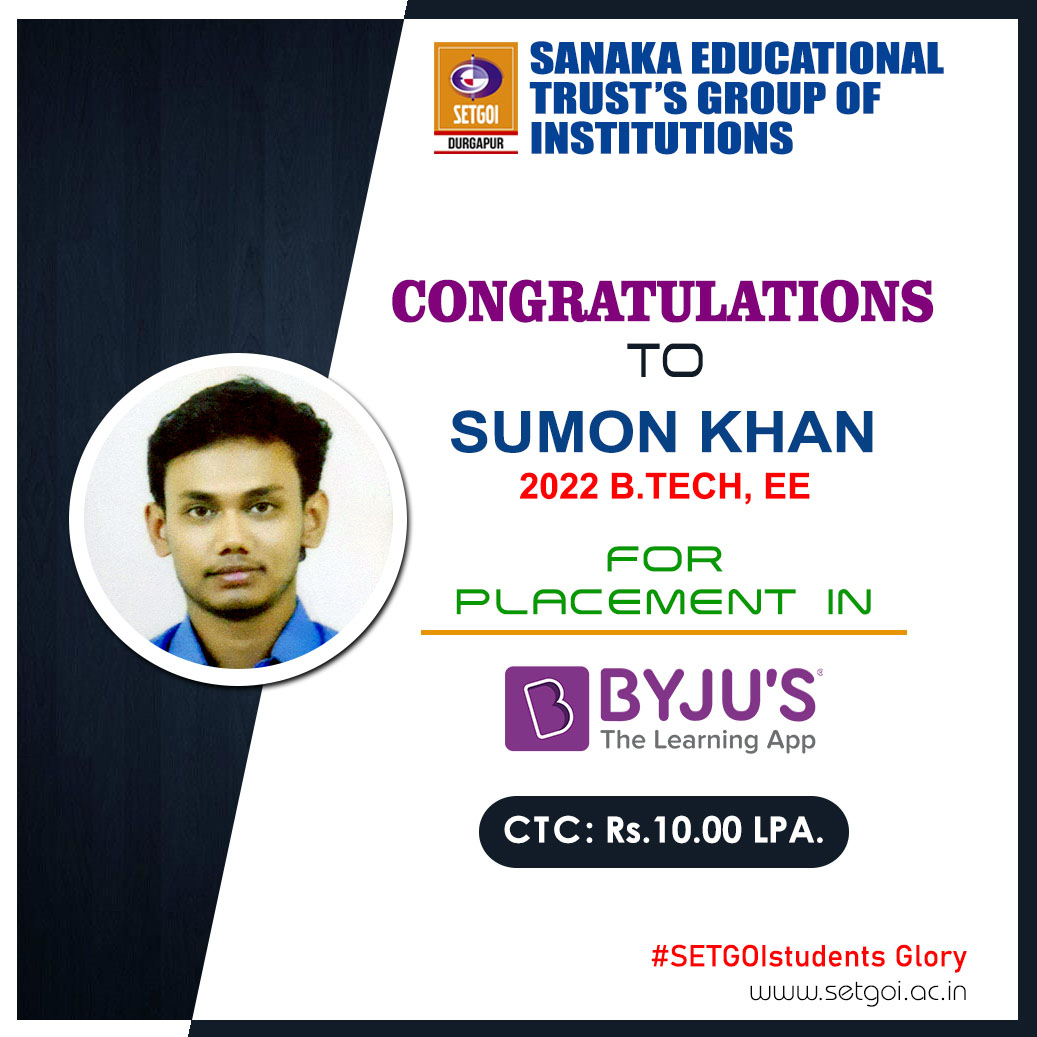 SETGOI
DURGAPUR
SANAKA EDUCATIONAL
TRUST'S GROUP OF
INSTITUTIONS
CONGRATULATIONS
TO
SUMON KHAN
2022 B.TECH, EE
FOR
PLACEMENT IN
B BYJU'S
The Learning App
CTC: Rs.10.00 LPA.
#SETGOIstudents Glory
www.setgoi.ac.in